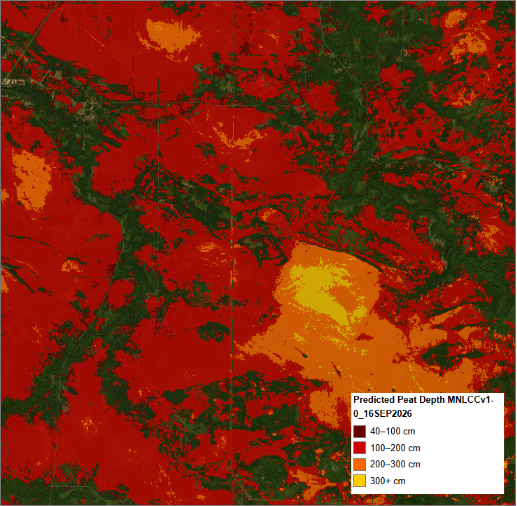 Predicted Peat Depth MNLCCv1-
0_16SEP2026
40–100 cm
100–200 cm
200–300 cm
300+ cm